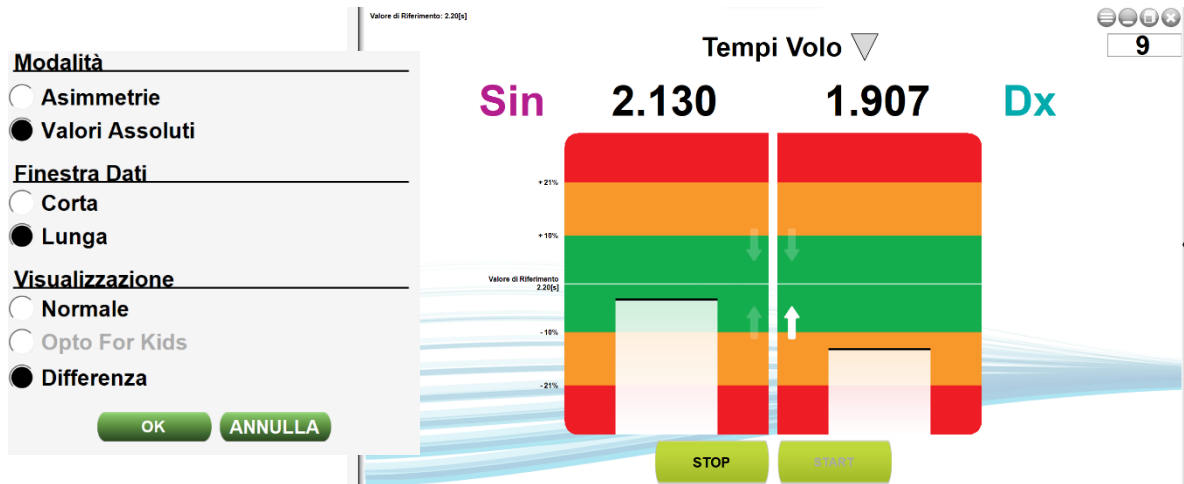 Modalità
Asimmetrie
Valori Assoluti
Finestra Dati
Corta
Lunga
Visualizzazione
Normale
Opto For Kids
Differenza
OK ANNULLA
Valore di Riferimento: 2.20[s]
Tempi Volo
9
Sin 2.130 1.907 Dx
+21%
+10%
Valore di Riferimento
2.20[s]
-10%
-21%
STOP START